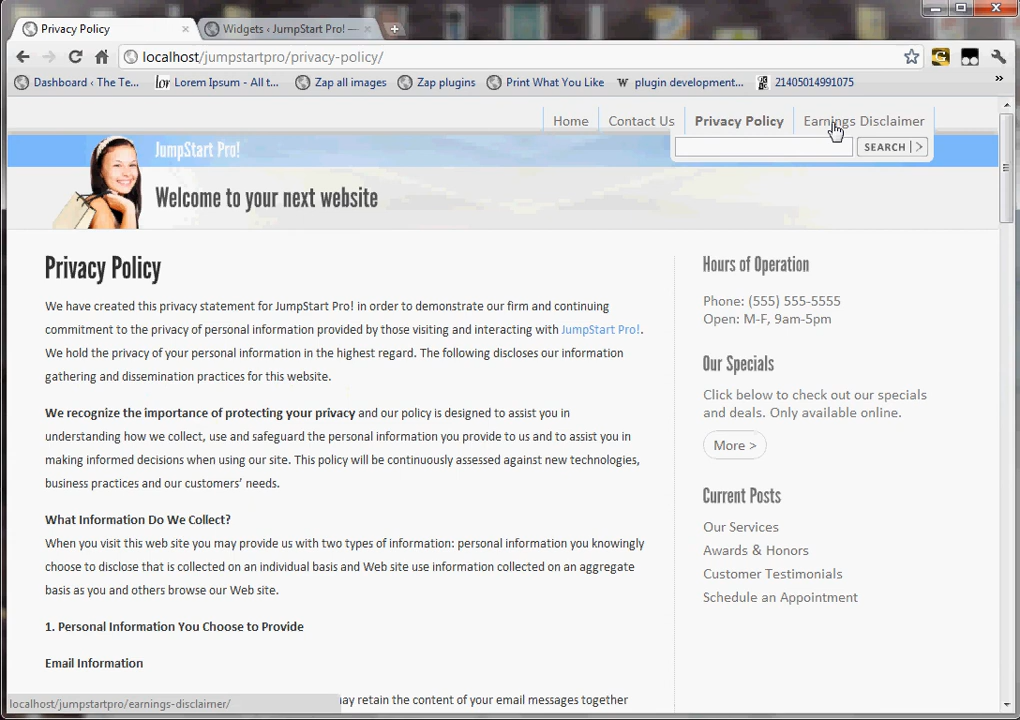 Privacy Policy
Widgets ‹ JumpStart Pro! —
localhost/jumpstartpro/privacy-policy/
Dashboard ‹ The Te...
lor
Lorem Ipsum - All t...
Zap all images
Zap plugins
Print What You Like
W
plugin development...
21405014991075
»
Home
Contact Us
Privacy Policy
Earnings Disclaimer
SEARCH
JumpStart Pro!
Welcome to your next website
Privacy Policy
We have created this privacy statement for JumpStart Pro! in order to demonstrate our firm and continuing
commitment to the privacy of personal information provided by those visiting and interacting with JumpStart Pro!.
We hold the privacy of your personal information in the highest regard. The following discloses our information
gathering and dissemination practices for this website.
We recognize the importance of protecting your privacy and our policy is designed to assist you in
understanding how we collect, use and safeguard the personal information you provide to us and to assist you in
making informed decisions when using our site. This policy will be continuously assessed against new technologies,
business practices and our customers’ needs.
What Information Do We Collect?
When you visit this web site you may provide us with two types of information: personal information you knowingly
choose to disclose that is collected on an individual basis and Web site use information collected on an aggregate
basis as you and others browse our Web site.
1. Personal Information You Choose to Provide
Email Information
may retain the content of your email messages together
Hours of Operation
Phone: (555) 555-5555
Open: M-F, 9am-5pm
Our Specials
Click below to check out our specials
and deals. Only available online.
More >
Current Posts
Our Services
Awards & Honors
Customer Testimonials
Schedule an Appointment
localhost/jumpstartpro/earnings-disclaimer/